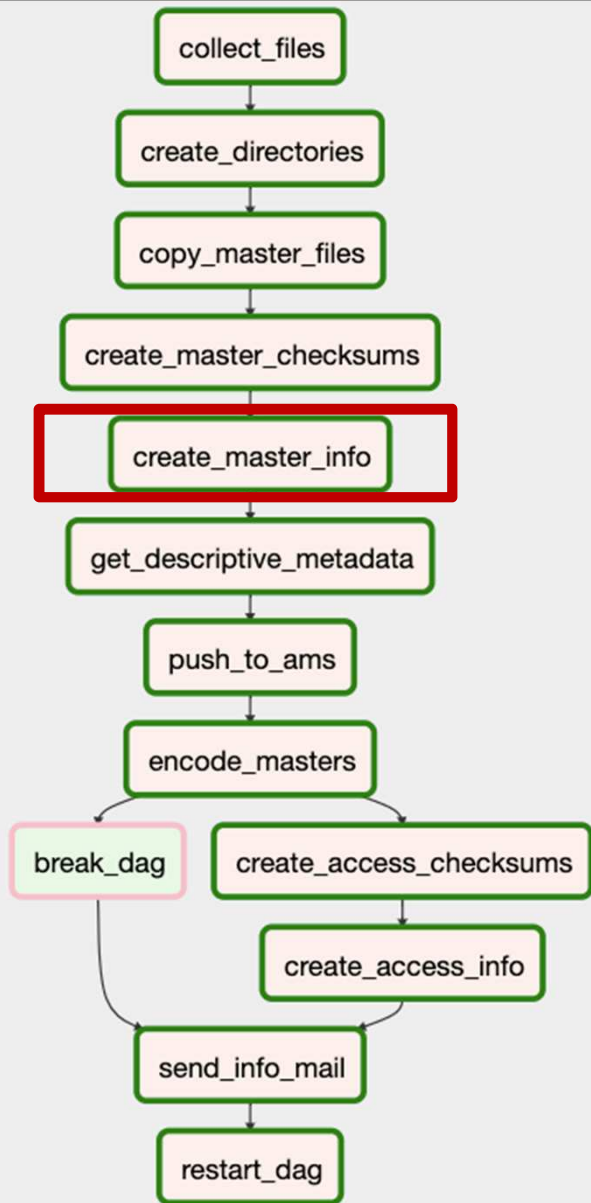 collect_files
create_directories
copy_master_files
create_master_checksums
create_master_info
get_descriptive_metadata
push_to_ams
encode_masters
break_dag
create_access_checksums
create_access_info
send_info_mail
restart_dag